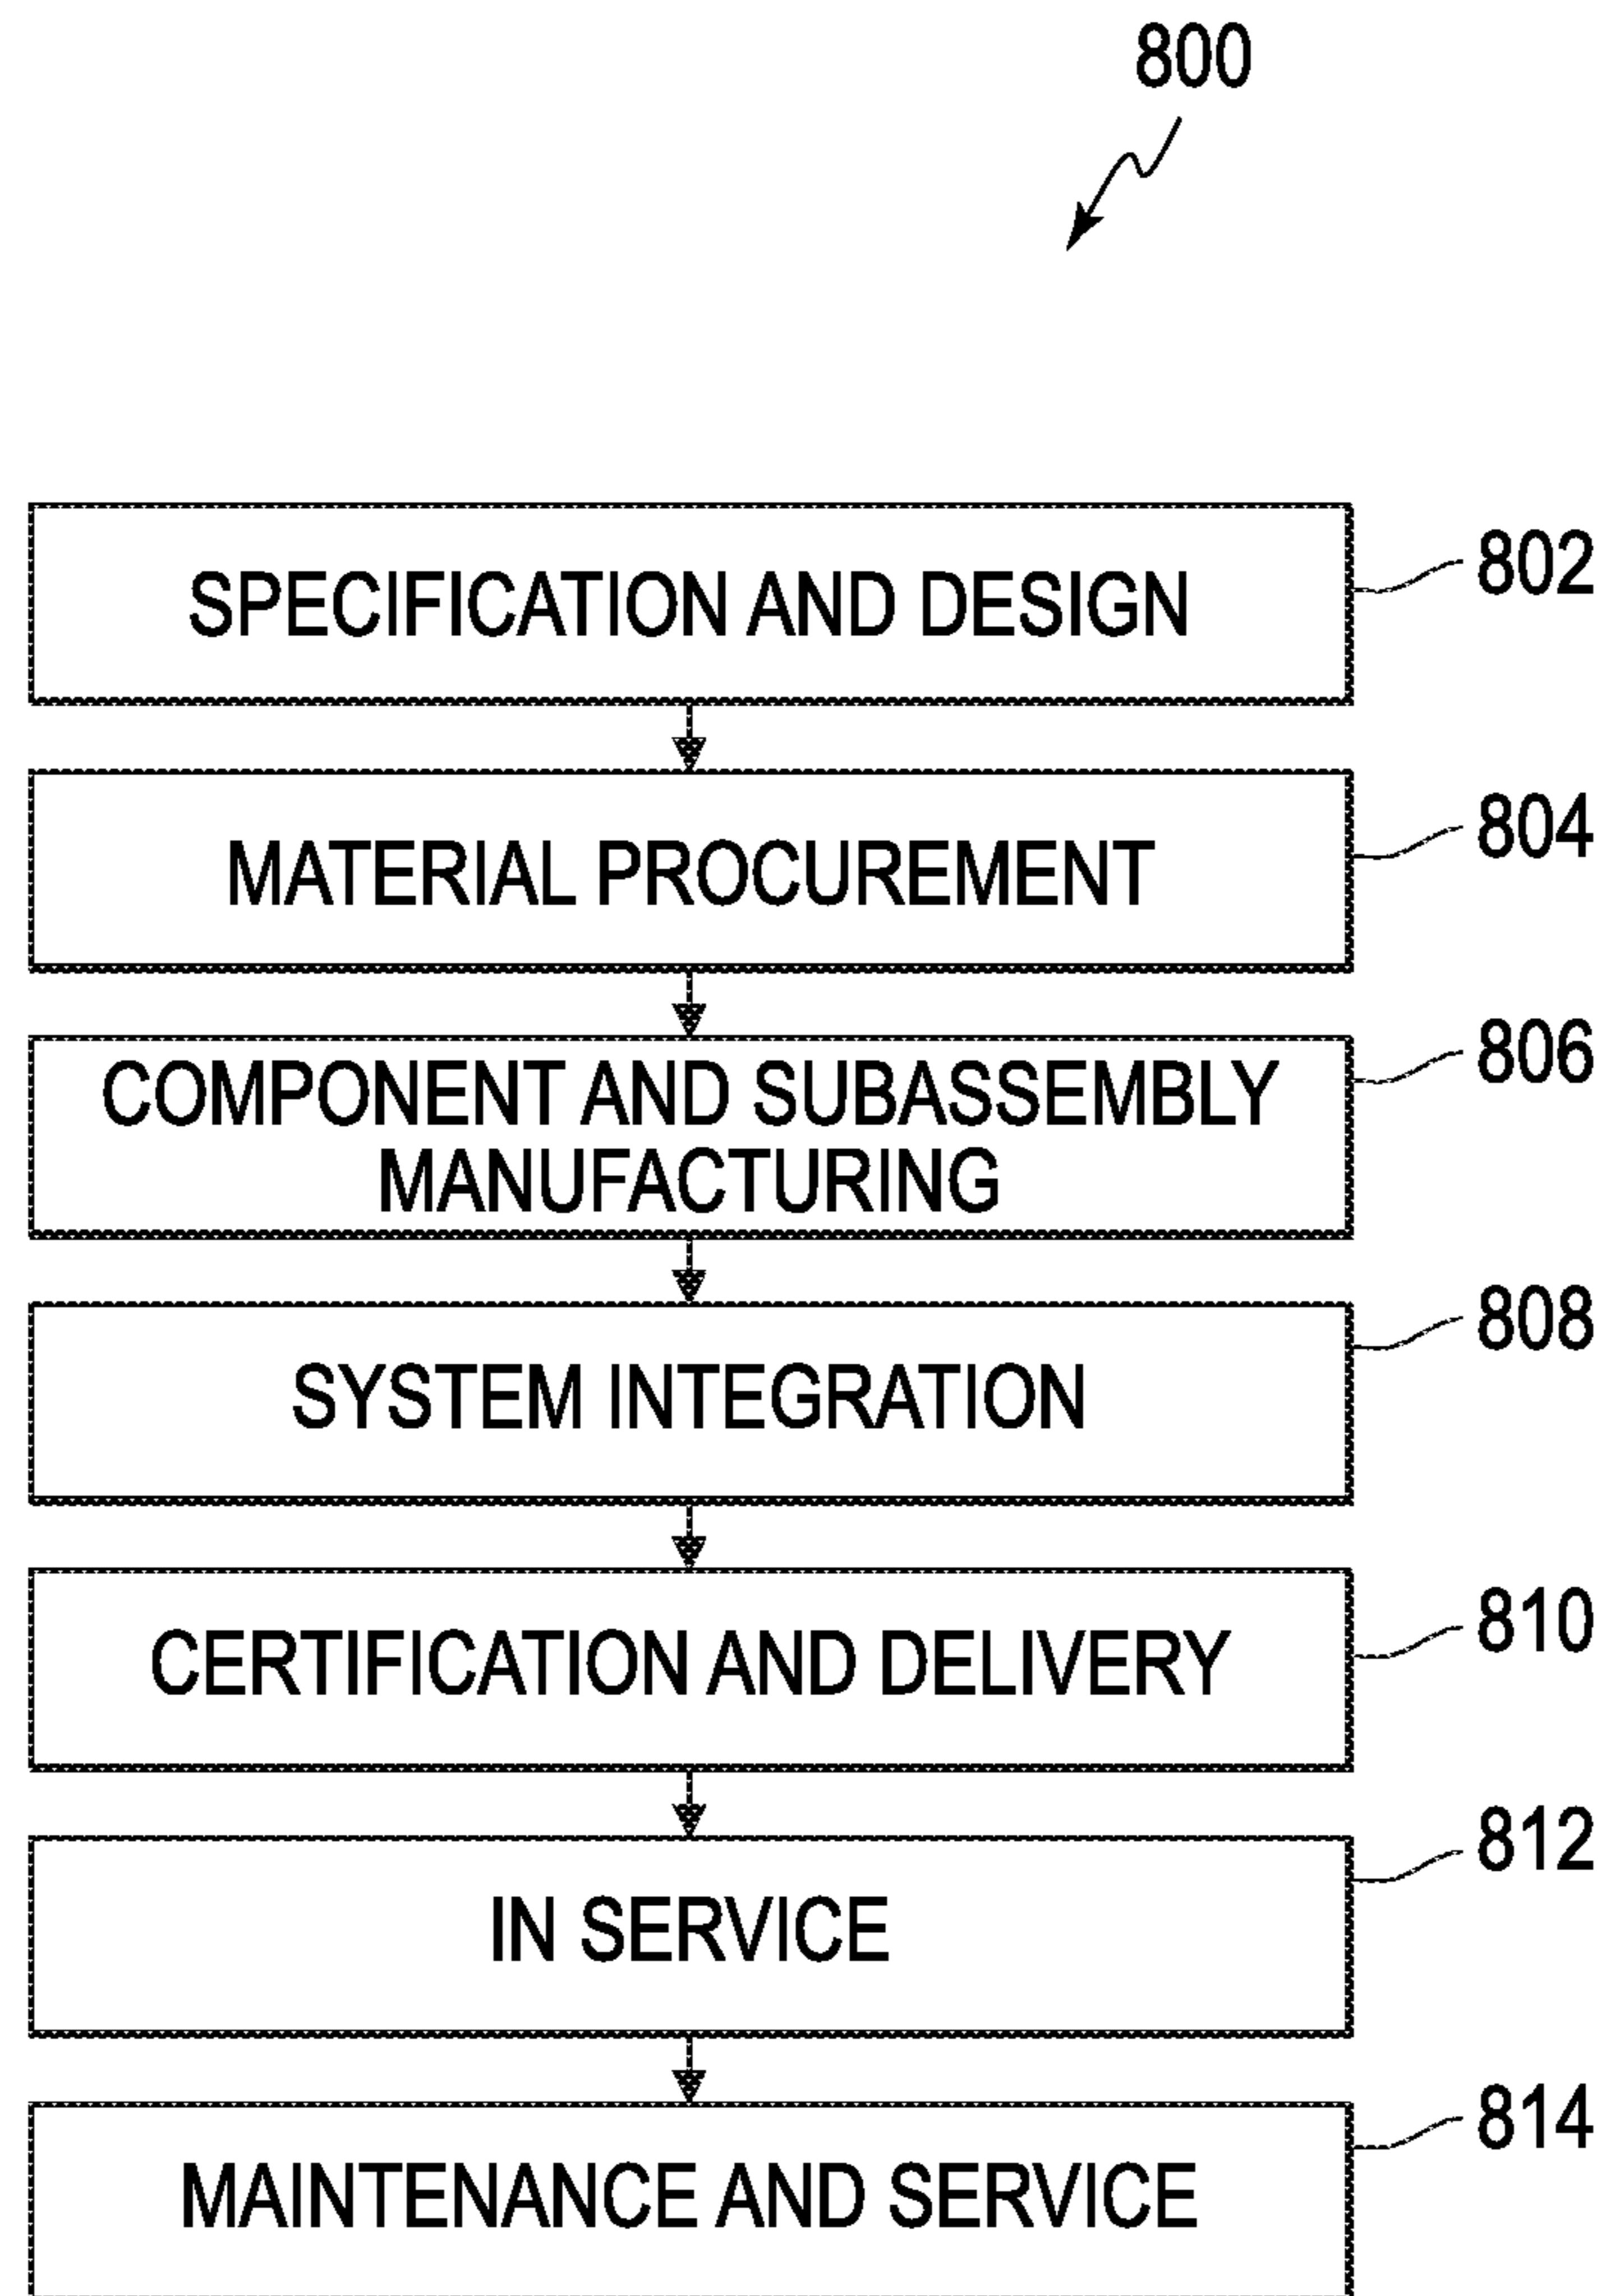 800
SPECIFICATION AND DESIGN
802
MATERIAL PROCUREMENT
804
COMPONENT AND SUBASSEMBLY
MANUFACTURING
806
SYSTEM INTEGRATION
808
CERTIFICATION AND DELIVERY
810
IN SERVICE
812
MAINTENANCE AND SERVICE
814